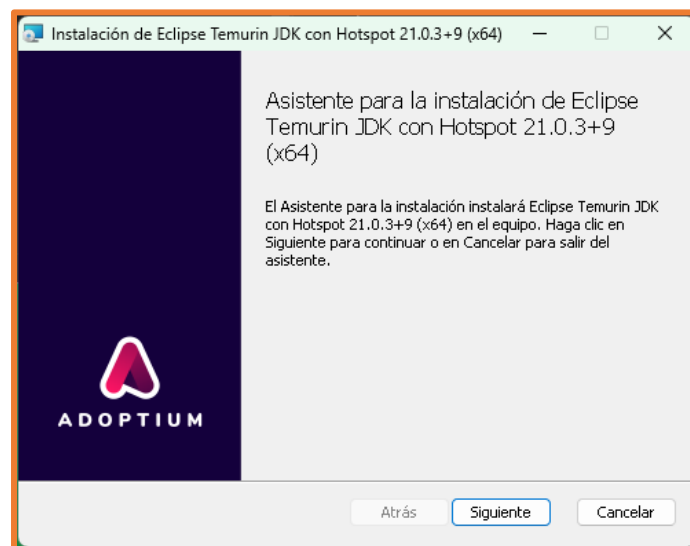 Instalación de Eclipse Temurin JDK con Hotspot 21.0.3+9 (x64)
Asistente para la instalación de Eclipse
Temurin JDK con Hotspot 21.0.3+9
(x64)
El Asistente para la instalación instalará Eclipse Temurin JDK
con Hotspot 21.0.3+9 (x64) en el equipo. Haga clic en
Siguiente para continuar o en Cancelar para salir del
asistente.
ADOPTIUM
Atrás
Siguiente
Cancelar